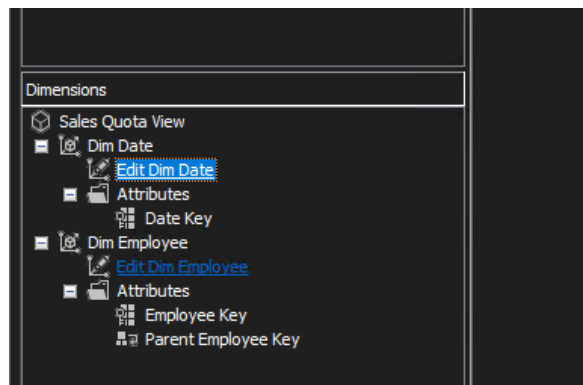 Dimensions
Sales Quota View
Dim Date
Edit Dim Date
Attributes
Date Key
Dim Employee
Edit Dim Employee
Attributes
Employee Key
Parent Employee Key